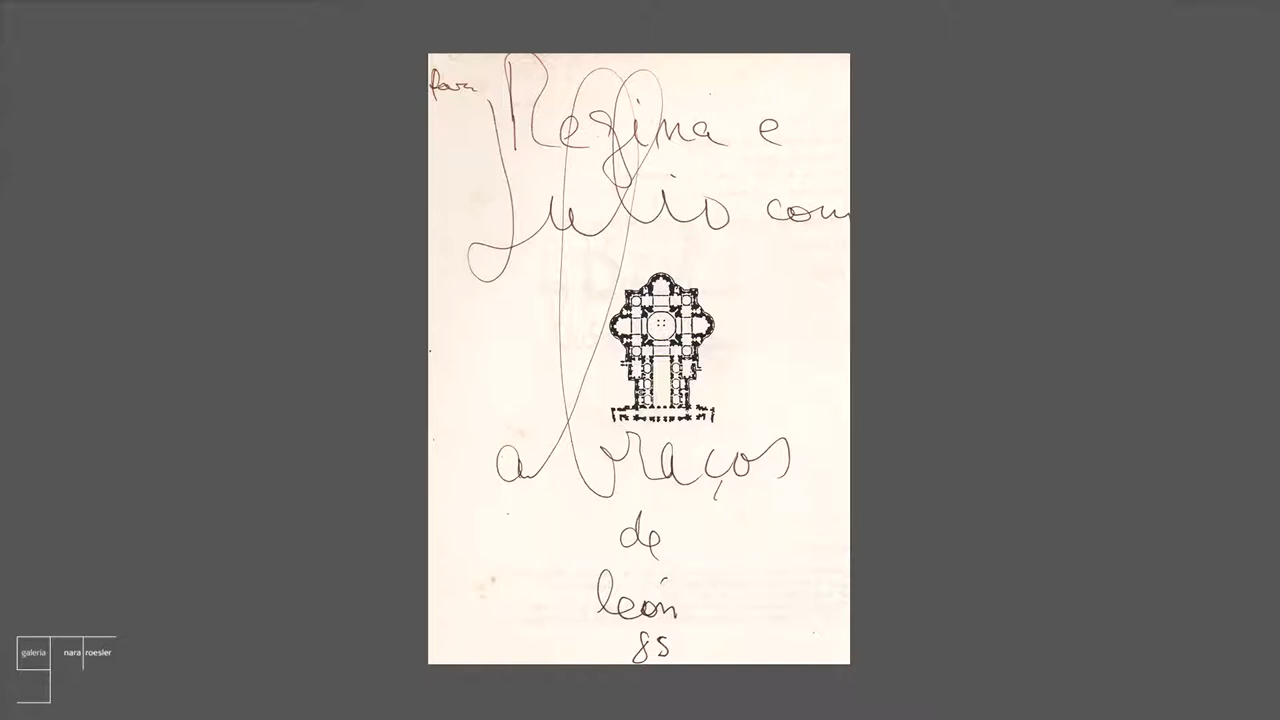 para Regina e
Julio com
abraços
de
león
85
galeria nara roesler